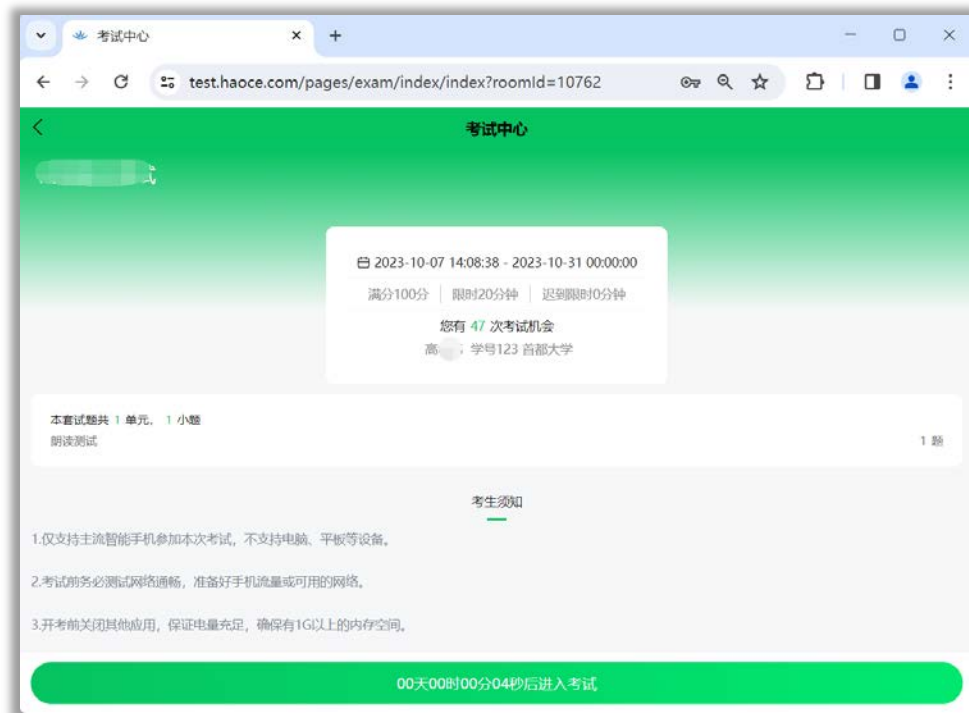 考试中心
test.haoce.com/pages/exam/index/index?roomId=10762
考试中心
试
2023-10-07 14:08:38 - 2023-10-31 00:00:00
满分100分 | 限时20分钟 | 迟到限时0分钟
您有 47 次考试机会
高 学号123 首都大学
本套试题共 1 单元、 1 小题
朗读测试 1 题
考生须知
1.仅支持主流智能手机参加本次考试，不支持电脑、平板等设备。
2.考试前务必测试网络通畅，准备好手机流量或可用的网络。
3.开考前关闭其他应用，保证电量充足，确保有1G以上的内存空间。
00天00时00分04秒后进入考试